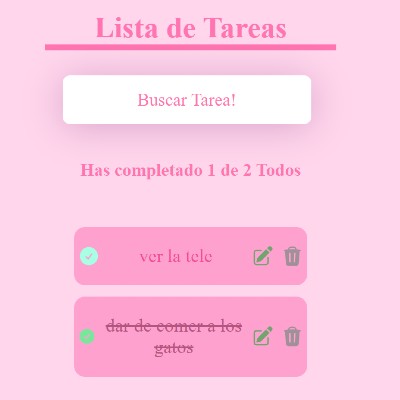 Lista de Tareas
Buscar Tarea!
Has completado 1 de 2 Todos
ver la tele
dar de comer a los
gatos